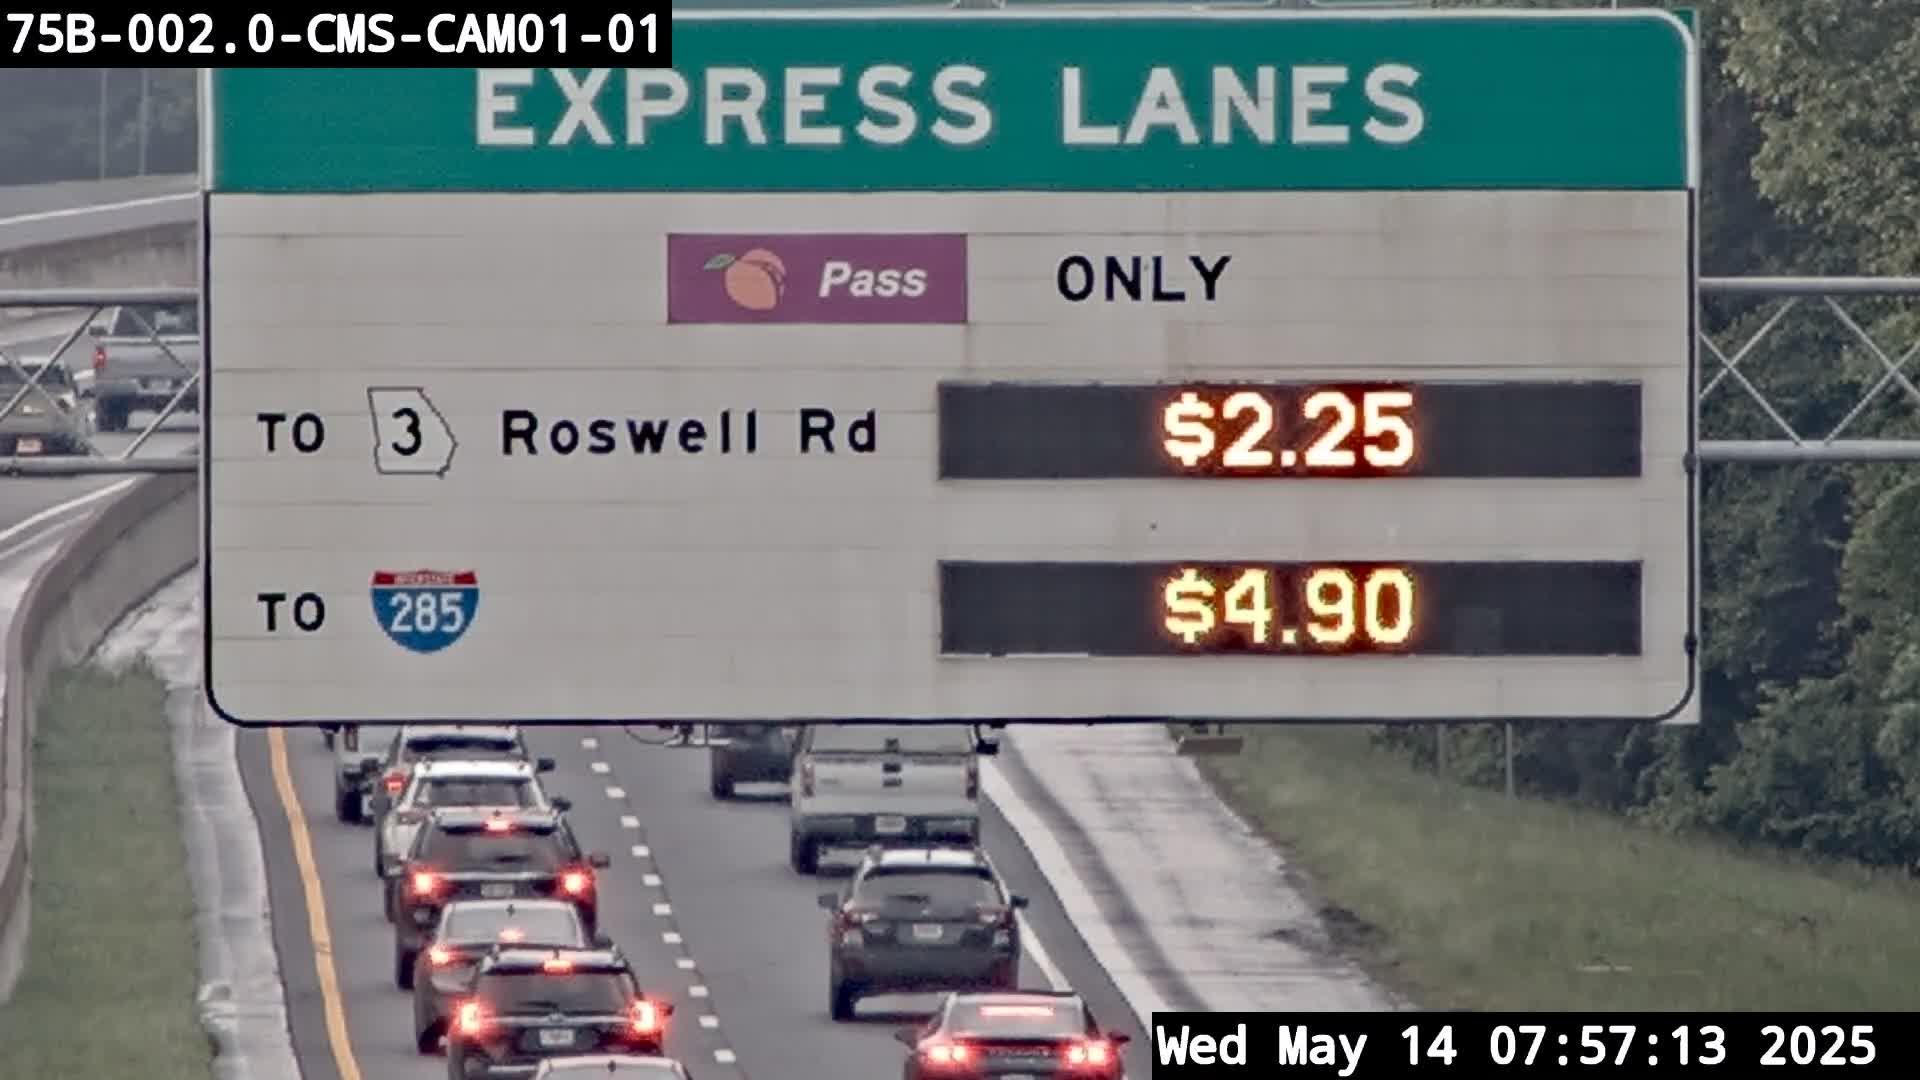 75B-002.0-CMS-CAM01-01
EXPRESS LANES
Pass ONLY
TO 3 Roswell Rd $2.25
INTERSTATE
TO 285 $4.90
Wed May 14 07:57:13 2025